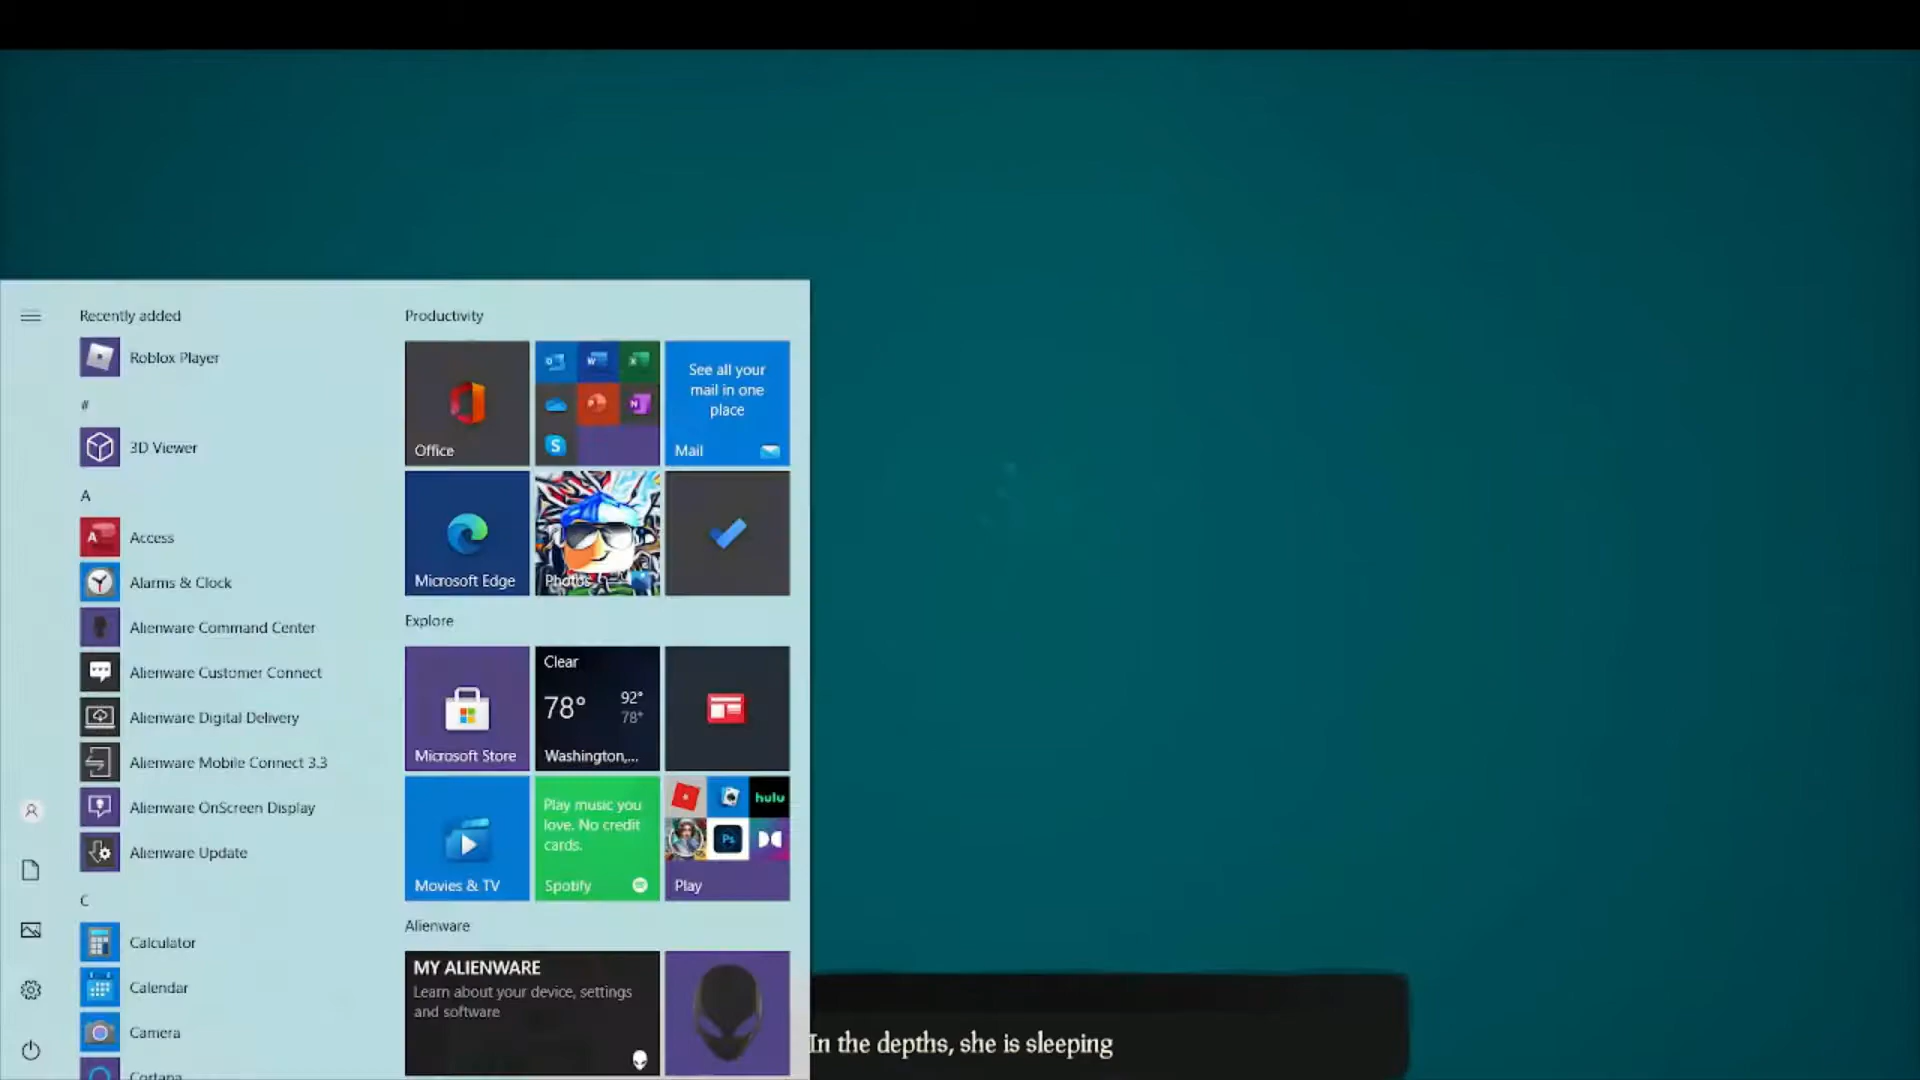 Recently added
Roblox Player
#
3D Viewer
A
Access
Alarms & Clock
Alienware Command Center
Alienware Customer Connect
Alienware Digital Delivery
Alienware Mobile Connect 3.3
Alienware OnScreen Display
Alienware Update
C
Calculator
Calendar
Camera
Cortana
Productivity
Office
See all your
mail in one
place
Mail
Microsoft Edge
Photos
Explore
Microsoft Store
Clear
78°
92°
78°
Washington,...
Movies & TV
Play music you
love. No credit
cards.
Spotify
hulu
Ps
Play
Alienware
MY ALIENWARE
Learn about your device, settings
and software
In the depths, she is sleeping